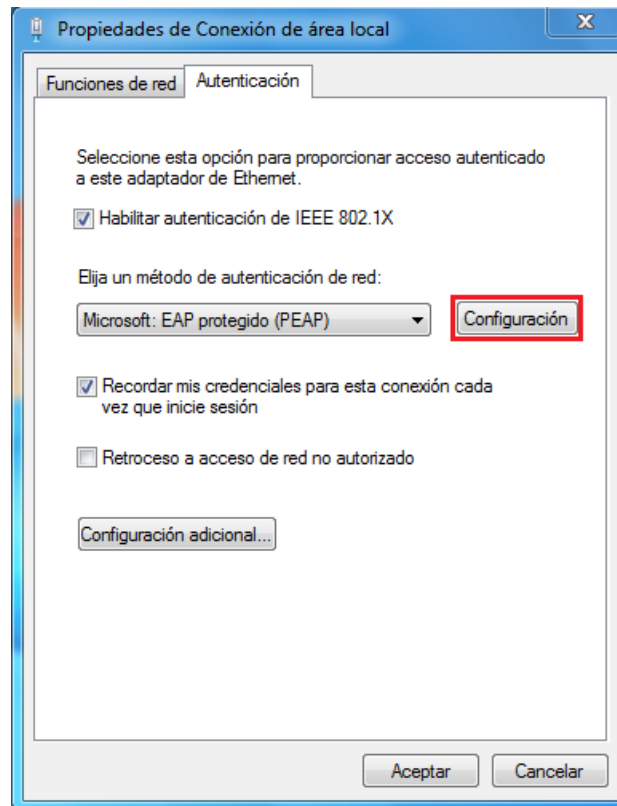 Propiedades de Conexión de área local
Funciones de red
Autenticación
Seleccione esta opción para proporcionar acceso autenticado
a este adaptador de Ethernet.
Habilitar autenticación de IEEE 802.1X
Elija un método de autenticación de red:
Microsoft: EAP protegido (PEAP)
Configuración
Recordar mis credenciales para esta conexión cada
vez que inicie sesión
Retroceso a acceso de red no autorizado
Configuración adicional...
Aceptar
Cancelar